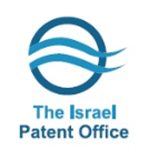 The Israel
Patent Office